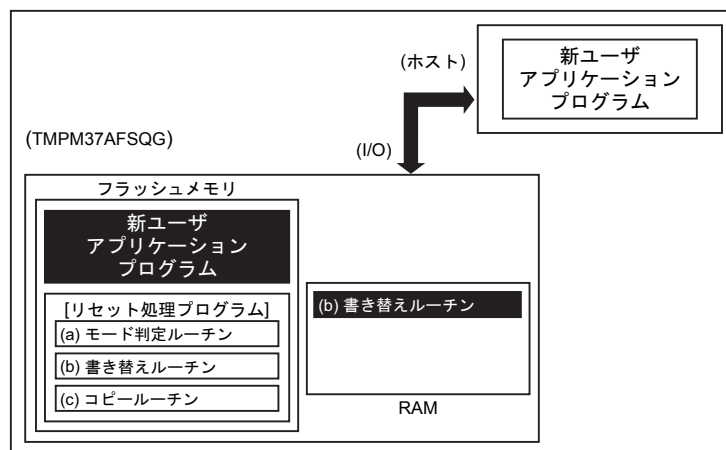 (ホスト)
新ユーザ
アプリケーション
プログラム
(TMPM37AFSQG)
(I/O)
フラッシュメモリ
新ユーザ
アプリケーション
プログラム
[リセット処理プログラム]
(a) モード判定ルーチン
(b) 書き替えルーチン
(c) コピールーチン
(b) 書き替えルーチン
RAM